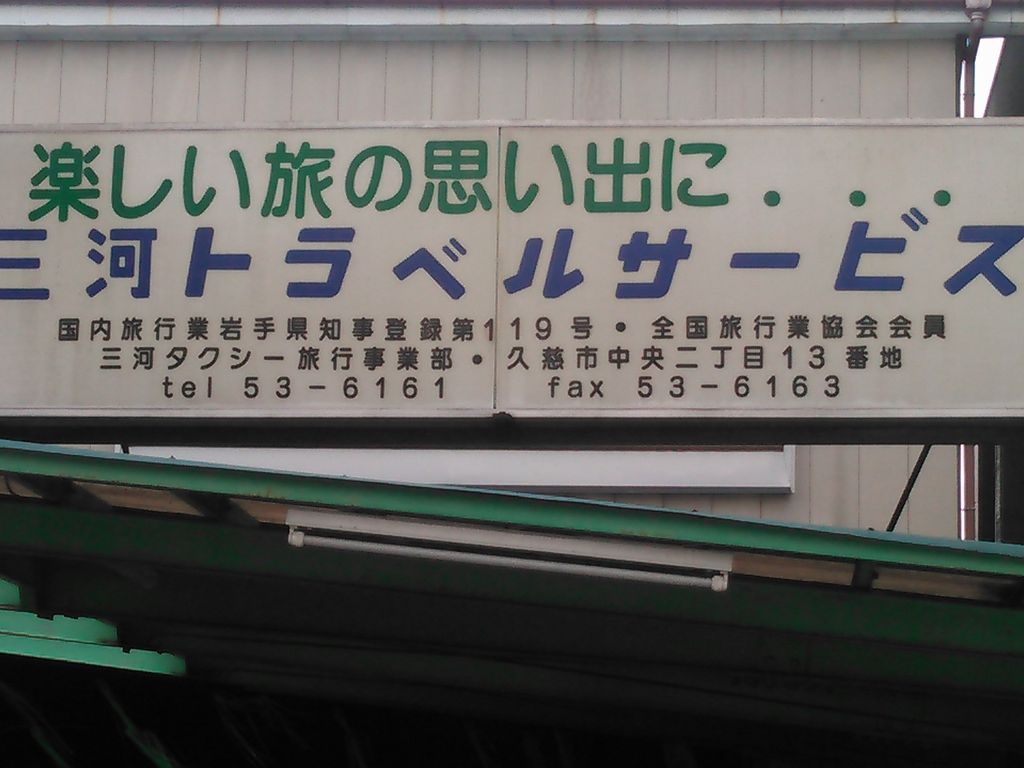 楽しい旅の思い出に...
三河トラベルサービス
国内旅行業岩手県知事登録第119号・全国旅行業協会会員
三河タクシー旅行事業部・久慈市中央二丁目13番地
tel 53-6161 fax 53-6163